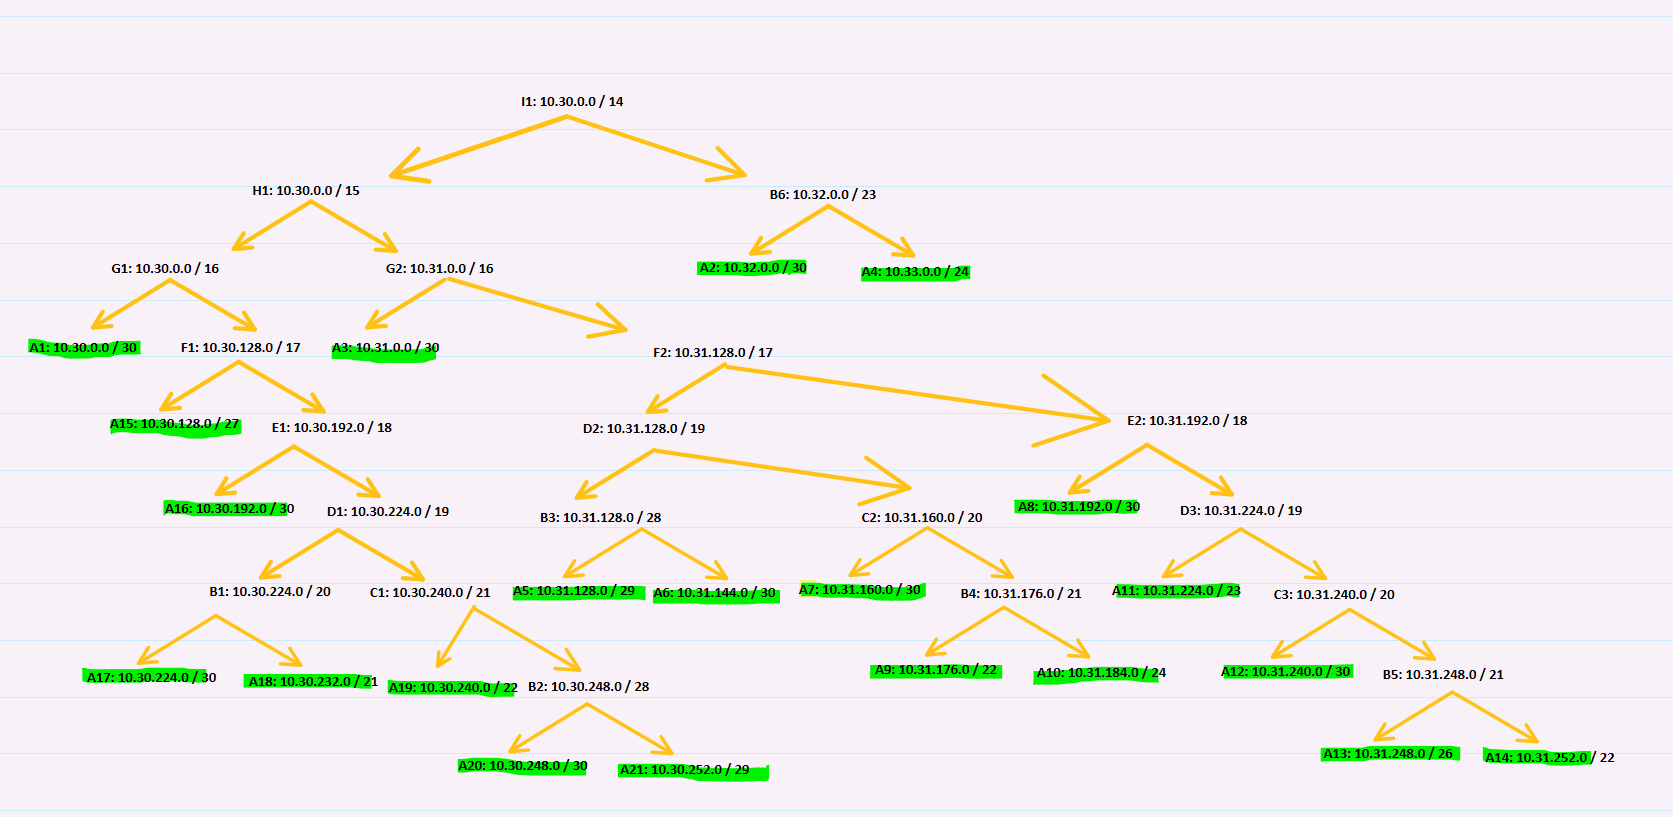 I1: 10.30.0.0 / 14
H1: 10.30.0.0 / 15
B6: 10.32.0.0 / 23
G1: 10.30.0.0 / 16
G2: 10.31.0.0 / 16
A2: 10.32.0.0 / 30
A4: 10.33.0.0 / 24
A1: 10.30.0.0 / 30
F1: 10.30.128.0 / 17
A3: 10.31.0.0 / 30
F2: 10.31.128.0 / 17
A15: 10.30.128.0 / 27
E1: 10.30.192.0 / 18
D2: 10.31.128.0 / 19
E2: 10.31.192.0 / 18
A16: 10.30.192.0 / 30
D1: 10.30.224.0 / 19
B3: 10.31.128.0 / 28
C2: 10.31.160.0 / 20
A8: 10.31.192.0 / 30
D3: 10.31.224.0 / 19
B1: 10.30.224.0 / 20
C1: 10.30.240.0 / 21
A5: 10.31.128.0 / 29
A6: 10.31.144.0 / 30
A7: 10.31.160.0 / 30
B4: 10.31.176.0 / 21
A11: 10.31.224.0 / 23
C3: 10.31.240.0 / 20
A17: 10.30.224.0 / 30
A18: 10.30.232.0 / 21
A19: 10.30.240.0 / 22
B2: 10.30.248.0 / 28
A9: 10.31.176.0 / 22
A10: 10.31.184.0 / 24
A12: 10.31.240.0 / 30
B5: 10.31.248.0 / 21
A20: 10.30.248.0 / 30
A21: 10.30.252.0 / 29
A13: 10.31.248.0 / 26
A14: 10.31.252.0 / 22